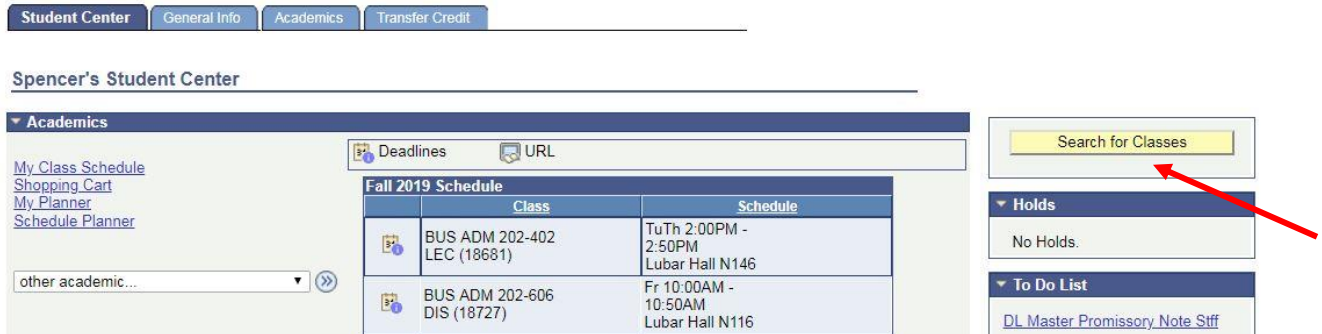 Student Center General Info Academics Transfer Credit
Spencer's Student Center
Academics
My Class Schedule
Shopping Cart
My Planner
Schedule Planner
other academic...
Deadlines URL
Fall 2019 Schedule
Class Schedule
BUS ADM 202-402
LEC (18681)
TuTh 2:00PM -
2:50PM
Lubar Hall N146
BUS ADM 202-606
DIS (18727)
Fr 10:00AM -
10:50AM
Lubar Hall N116
Search for Classes
Holds
No Holds.
To Do List
DL Master Promissory Note Stff